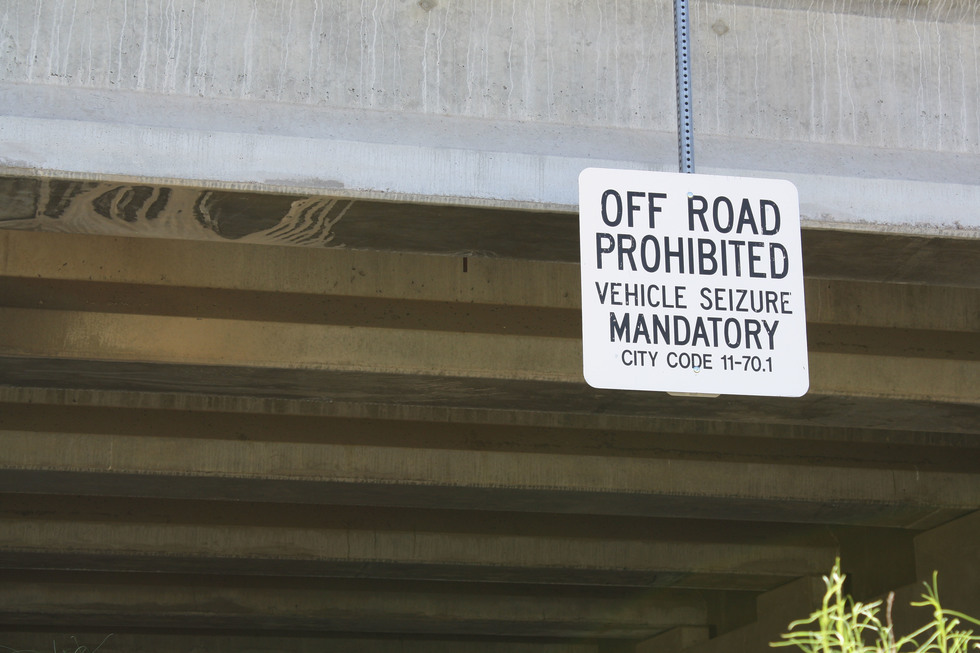 OFF ROAD
PROHIBITED
VEHICLE SEIZURE
MANDATORY
CITY CODE 11-70.1